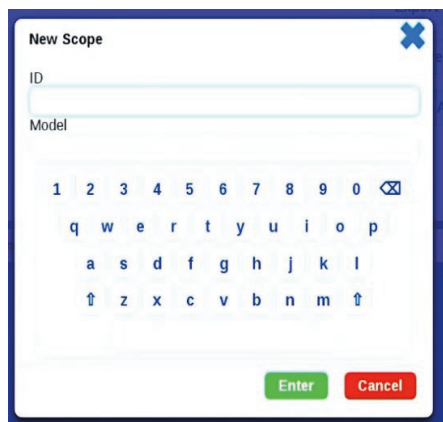 New Scope
ID
Model
1 2 3 4 5 6 7 8 9 0 ⌫
q w e r t y u i o p
a s d f g h j k l
⇧ z x c v b n m ⇧
Enter Cancel